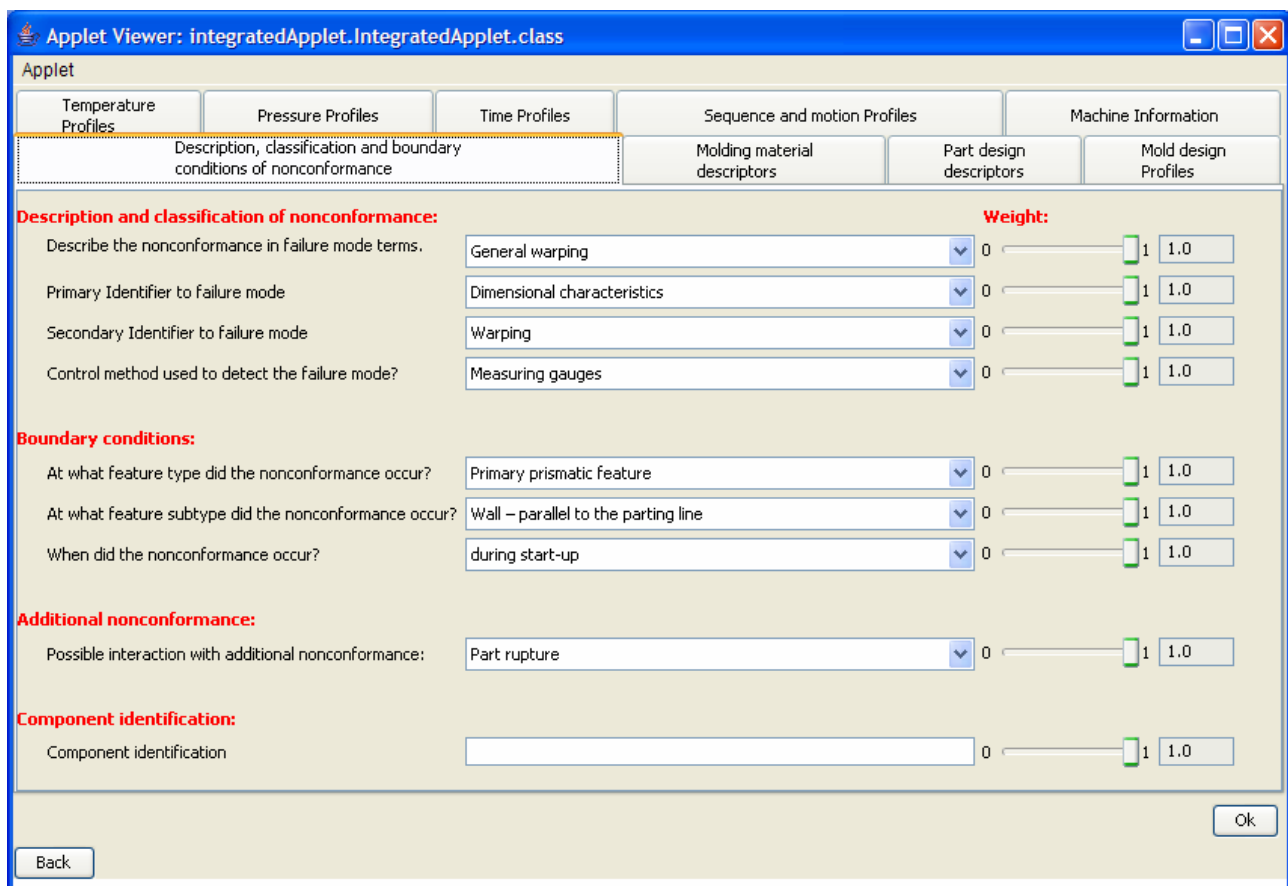 Applet Viewer: integratedApplet.IntegratedApplet.class
Applet
Temperature
Profiles
Pressure Profiles
Time Profiles
Sequence and motion Profiles
Machine Information
Description, classification and boundary
conditions of nonconformance
Molding material
descriptors
Part design
descriptors
Mold design
Profiles
Description and classification of nonconformance: Weight:
Describe the nonconformance in failure mode terms. General warping 0 1 1.0
Primary Identifier to failure mode Dimensional characteristics 0 1 1.0
Secondary Identifier to failure mode Warping 0 1 1.0
Control method used to detect the failure mode? Measuring gauges 0 1 1.0
Boundary conditions:
At what feature type did the nonconformance occur? Primary prismatic feature 0 1 1.0
At what feature subtype did the nonconformance occur? Wall – parallel to the parting line 0 1 1.0
When did the nonconformance occur? during start-up 0 1 1.0
Additional nonconformance:
Possible interaction with additional nonconformance: Part rupture 0 1 1.0
Component identification:
Component identification 0 1 1.0
Ok
Back